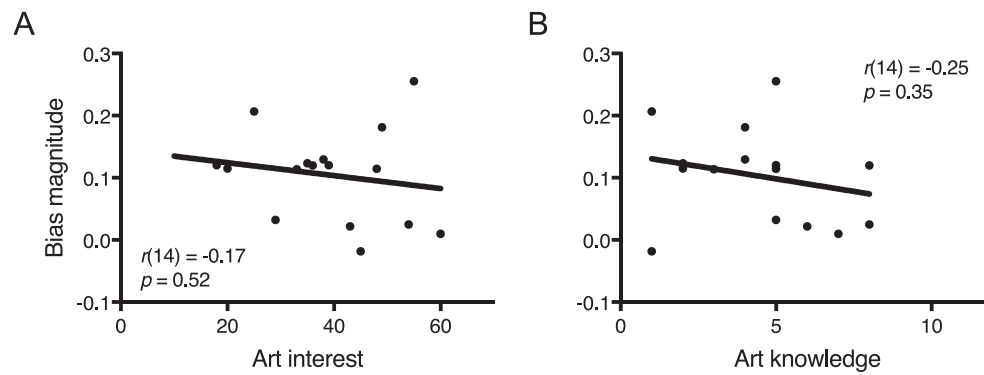 A
0.3
0.2
0.1
0.0
-0.1
Bias magnitude
r(14) = -0.17
p = 0.52
0
20
40
60
Art interest
B
0.3
0.2
0.1
0.0
-0.1
r(14) = -0.25
p = 0.35
0
5
10
Art knowledge